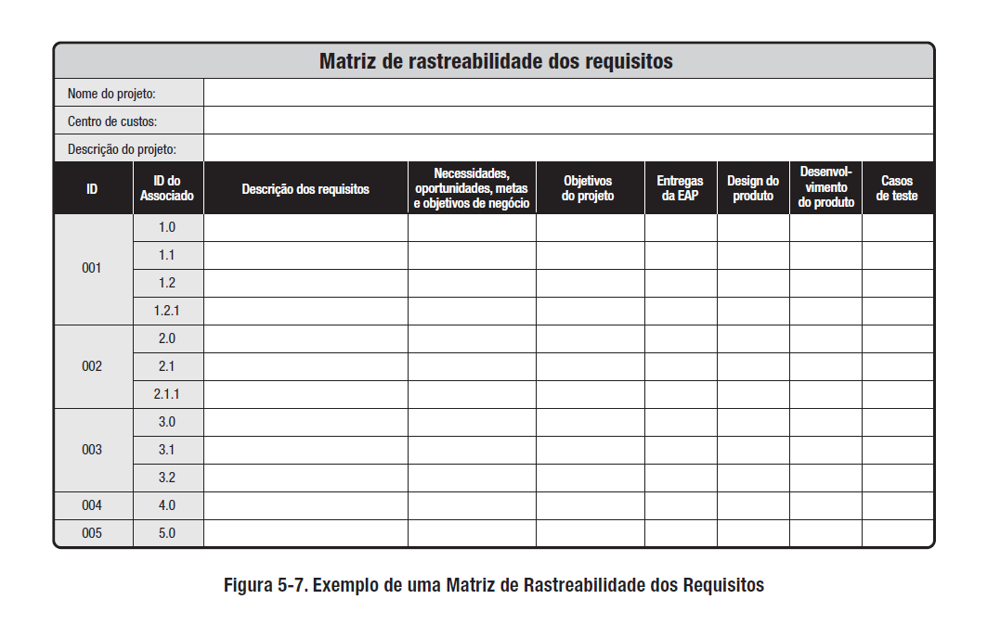 Matriz de rastreabilidade dos requisitos
Nome do projeto:
Centro de custos:
Descrição do projeto:
ID
ID do
Associado
Descrição dos requisitos
Necessidades,
oportunidades, metas
e objetivos de negócio
Objetivos
do projeto
Entregas
da EAP
Design do
produto
Desenvol-
vimento
do produto
Casos
de teste
001
1.0
1.1
1.2
1.2.1
002
2.0
2.1
2.1.1
003
3.0
3.1
3.2
004
4.0
005
5.0
Figura 5-7. Exemplo de uma Matriz de Rastreabilidade dos Requisitos